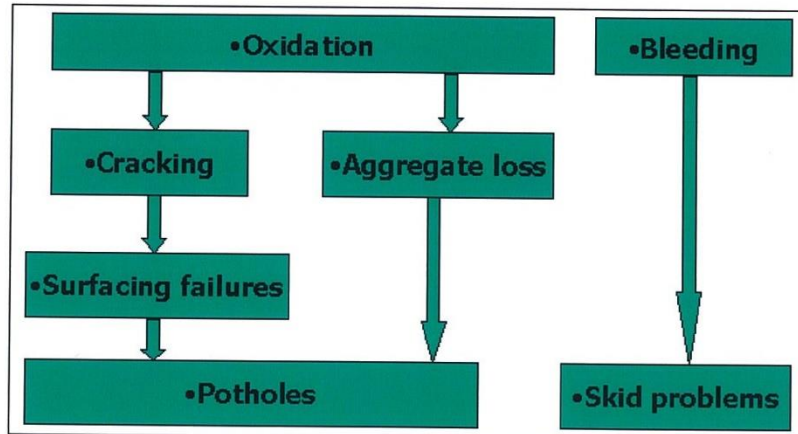 •Oxidation
•Bleeding
•Cracking
•Aggregate loss
•Surfacing failures
•Potholes
•Skid problems